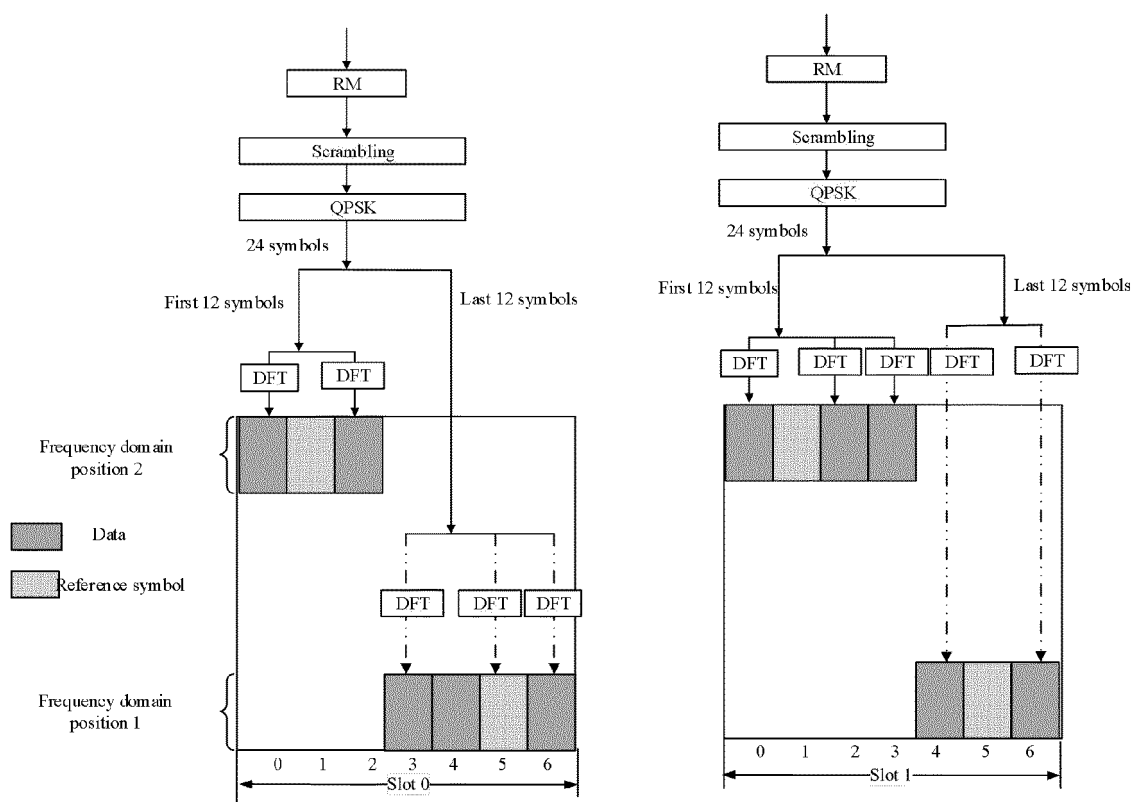 RM
Scrambling
QPSK
24 symbols
First 12 symbols
Last 12 symbols
DFT
DFT
Frequency domain
position 2
Data
Reference symbol
DFT
DFT
DFT
Frequency domain
position 1
0 1 2 3 4 5 6
Slot 0
RM
Scrambling
QPSK
24 symbols
First 12 symbols
Last 12 symbols
DFT
DFT
DFT
DFT
DFT
0 1 2 3 4 5 6
Slot 1